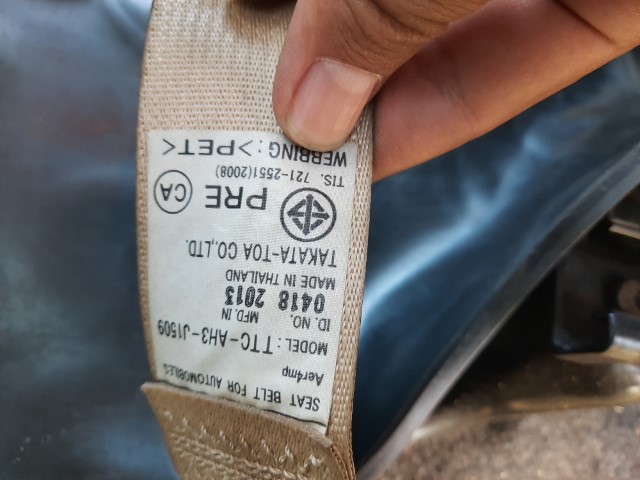 SEAT BELT FOR AUTOMOBILES
Aer4mp
MODEL : TTC-AH3-J1509
ID. NO. MFD. IN
0418 2013
MADE IN THAILAND
TAKATA-TOA CO.,LTD.
PRE CA
TIS. 721-2551(2008)
WEBBING : >PET<